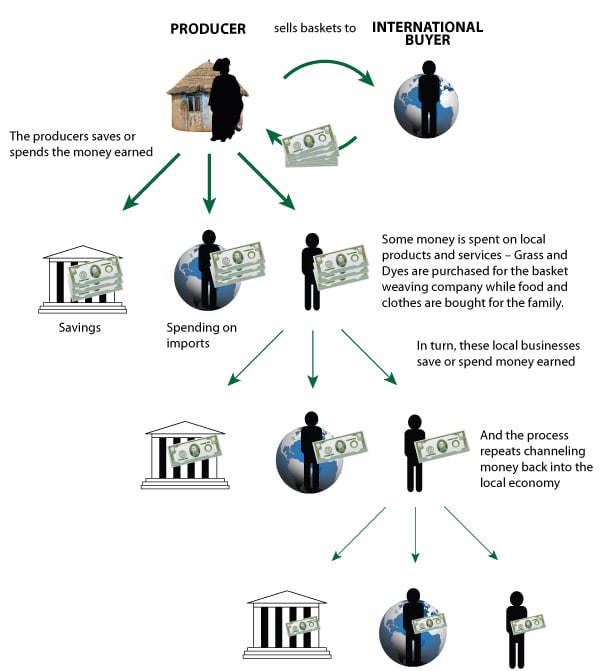 PRODUCER
sells baskets to
INTERNATIONAL
BUYER
The producers saves or
spends the money earned
Some money is spent on local
products and services – Grass and
Dyes are purchased for the basket
weaving company while food and
clothes are bought for the family.
Savings
Spending on
imports
In turn, these local businesses
save or spend money earned
And the process
repeats channeling
money back into the
local economy